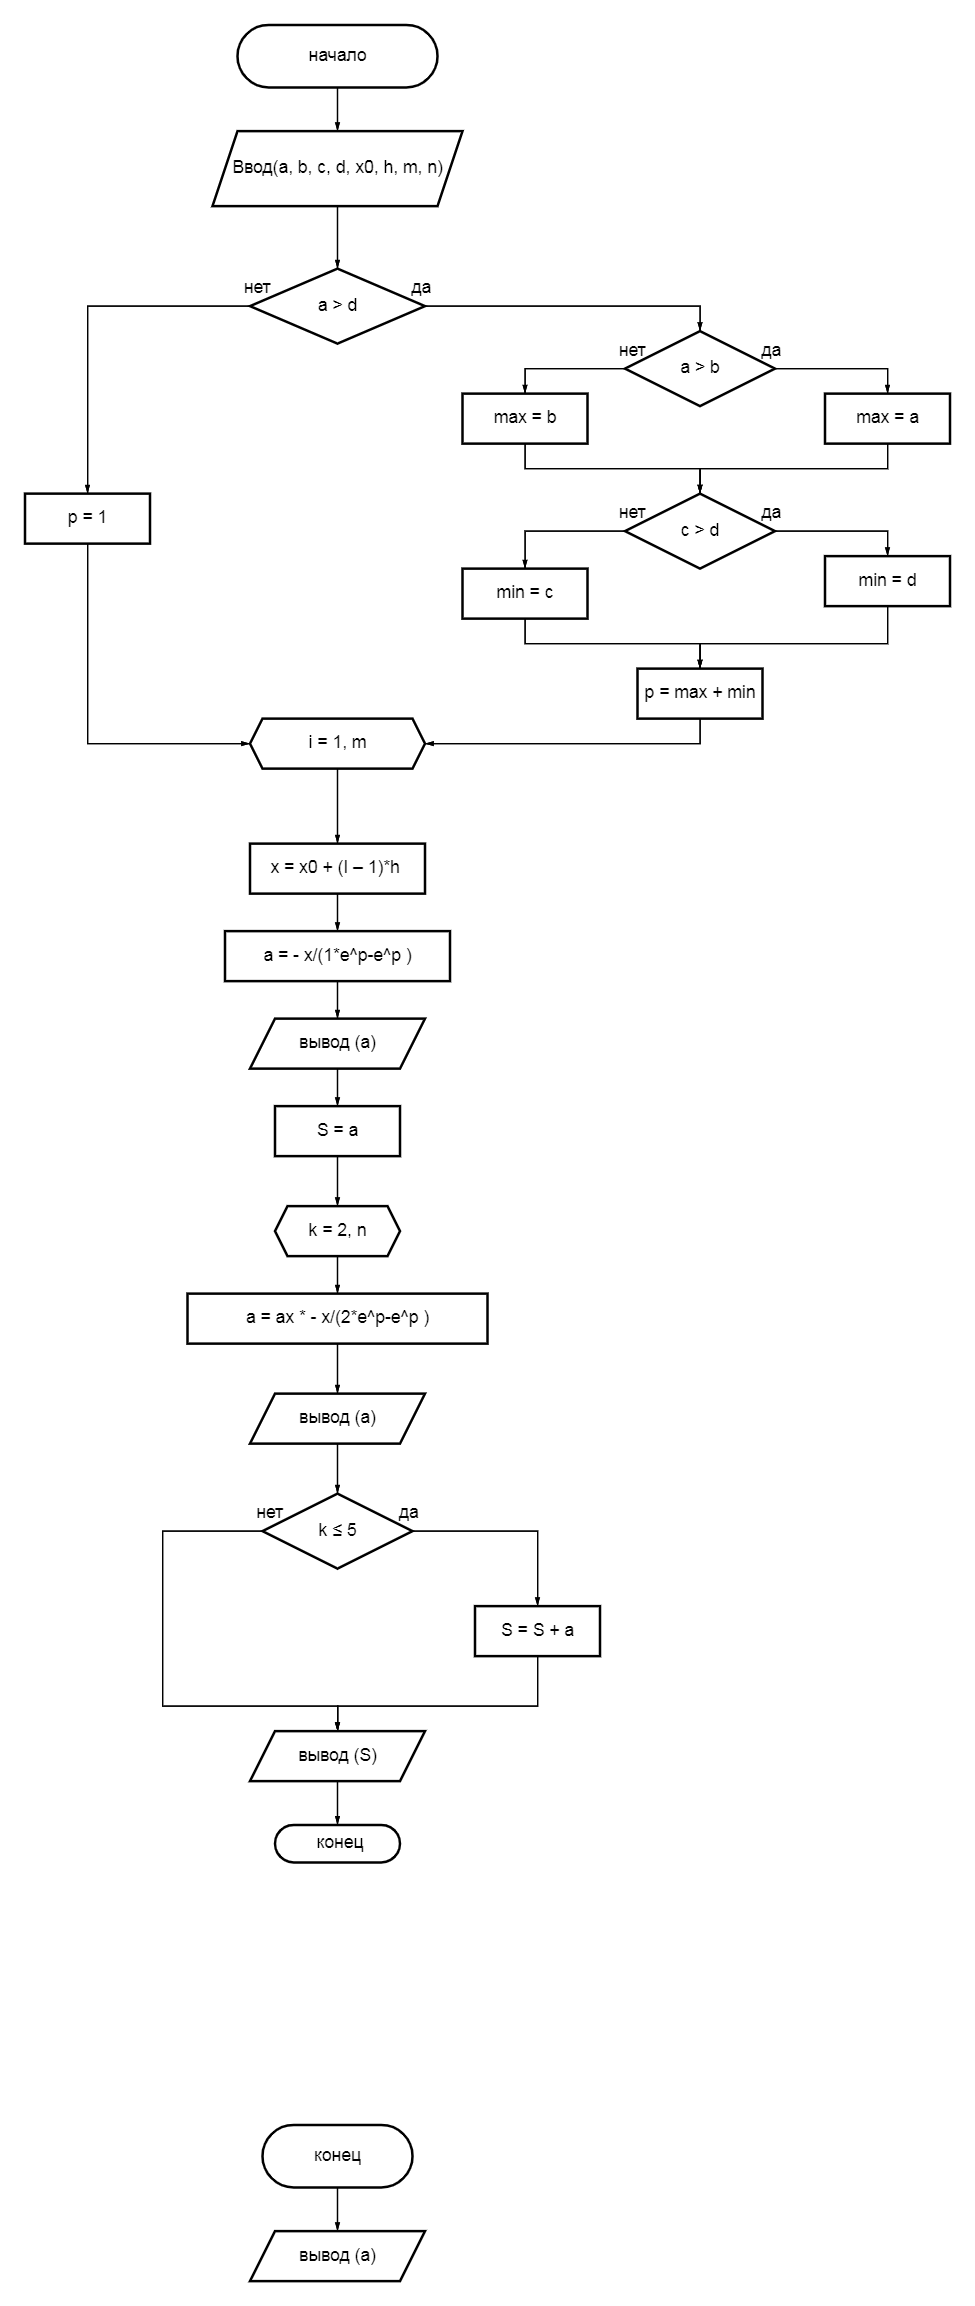 начало
Ввод(a, b, c, d, x0, h, m, n)
нет
a > d
да
нет
a > b
да
max = b
max = a
p = 1
нет
c > d
да
min = c
min = d
p = max + min
i = 1, m
x = x0 + (I – 1)*h
a = - x/(1*e^p-e^p )
вывод (a)
S = a
k = 2, n
a = ax * - x/(2*e^p-e^p )
вывод (a)
нет
k ≤ 5
да
S = S + a
вывод (S)
конец
конец
вывод (a)